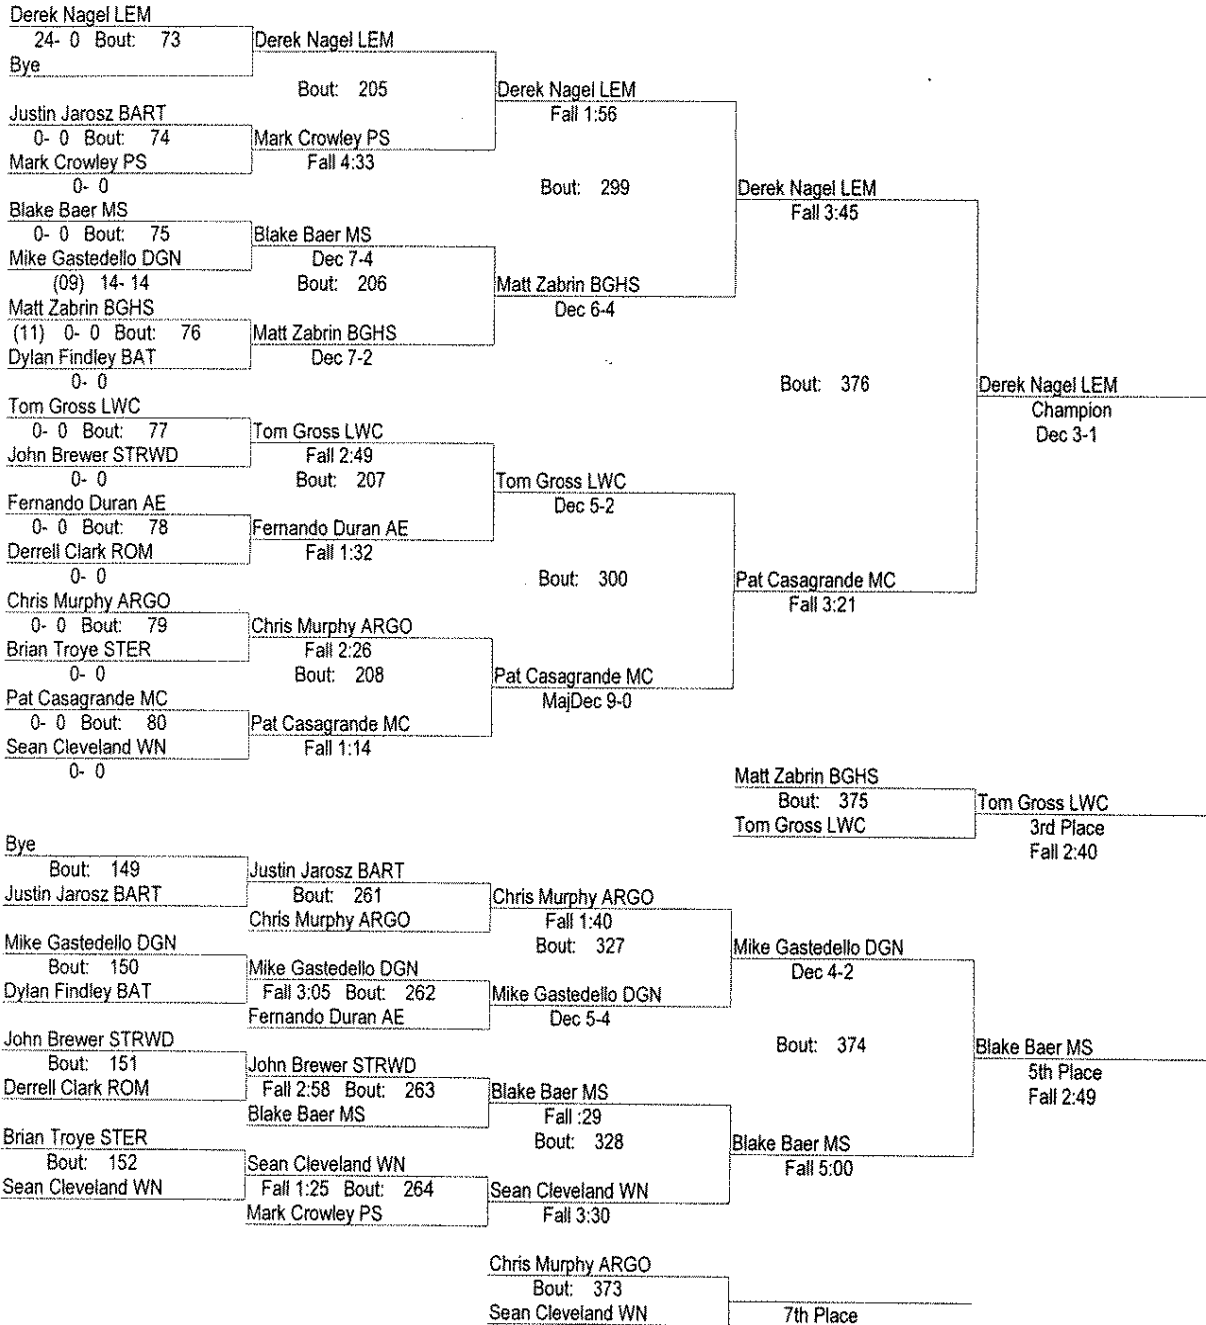 Derek Nagel LEM
24- 0 Bout: 73
Bye
Derek Nagel LEM
Bout: 205
Justin Jarosz BART
0- 0 Bout: 74
Mark Crowley PS
0- 0
Mark Crowley PS
Fall 4:33
Derek Nagel LEM
Fall 1:56
Bout: 299
Blake Baer MS
0- 0 Bout: 75
Mike Gastedello DGN
(09) 14- 14
Blake Baer MS
Dec 7-4
Bout: 206
Matt Zabrin BGHS
(11) 0- 0 Bout: 76
Dylan Findley BAT
0- 0
Matt Zabrin BGHS
Dec 7-2
Matt Zabrin BGHS
Dec 6-4
Derek Nagel LEM
Fall 3:45
Bout: 376
Derek Nagel LEM
Champion
Dec 3-1
Tom Gross LWC
0- 0 Bout: 77
John Brewer STRWD
0- 0
Tom Gross LWC
Fall 2:49
Bout: 207
Fernando Duran AE
0- 0 Bout: 78
Derrell Clark ROM
0- 0
Fernando Duran AE
Fall 1:32
Tom Gross LWC
Dec 5-2
Bout: 300
Chris Murphy ARGO
0- 0 Bout: 79
Brian Troye STER
0- 0
Chris Murphy ARGO
Fall 2:26
Bout: 208
Pat Casagrande MC
0- 0 Bout: 80
Sean Cleveland WN
0- 0
Pat Casagrande MC
Fall 1:14
Pat Casagrande MC
MajDec 9-0
Pat Casagrande MC
Fall 3:21
Matt Zabrin BGHS
Bout: 375
Tom Gross LWC
Tom Gross LWC
3rd Place
Fall 2:40
Bye
Bout: 149
Justin Jarosz BART
Justin Jarosz BART
Bout: 261
Chris Murphy ARGO
Chris Murphy ARGO
Fall 1:40
Bout: 327
Mike Gastedello DGN
Bout: 150
Dylan Findley BAT
Mike Gastedello DGN
Fall 3:05 Bout: 262
Fernando Duran AE
Mike Gastedello DGN
Dec 5-4
Mike Gastedello DGN
Dec 4-2
Bout: 374
John Brewer STRWD
Bout: 151
Derrell Clark ROM
John Brewer STRWD
Fall 2:58 Bout: 263
Blake Baer MS
Blake Baer MS
Fall :29
Bout: 328
Brian Troye STER
Bout: 152
Sean Cleveland WN
Sean Cleveland WN
Fall 1:25 Bout: 264
Mark Crowley PS
Sean Cleveland WN
Fall 3:30
Blake Baer MS
Fall 5:00
Blake Baer MS
5th Place
Fall 2:49
Chris Murphy ARGO
Bout: 373
Sean Cleveland WN
7th Place